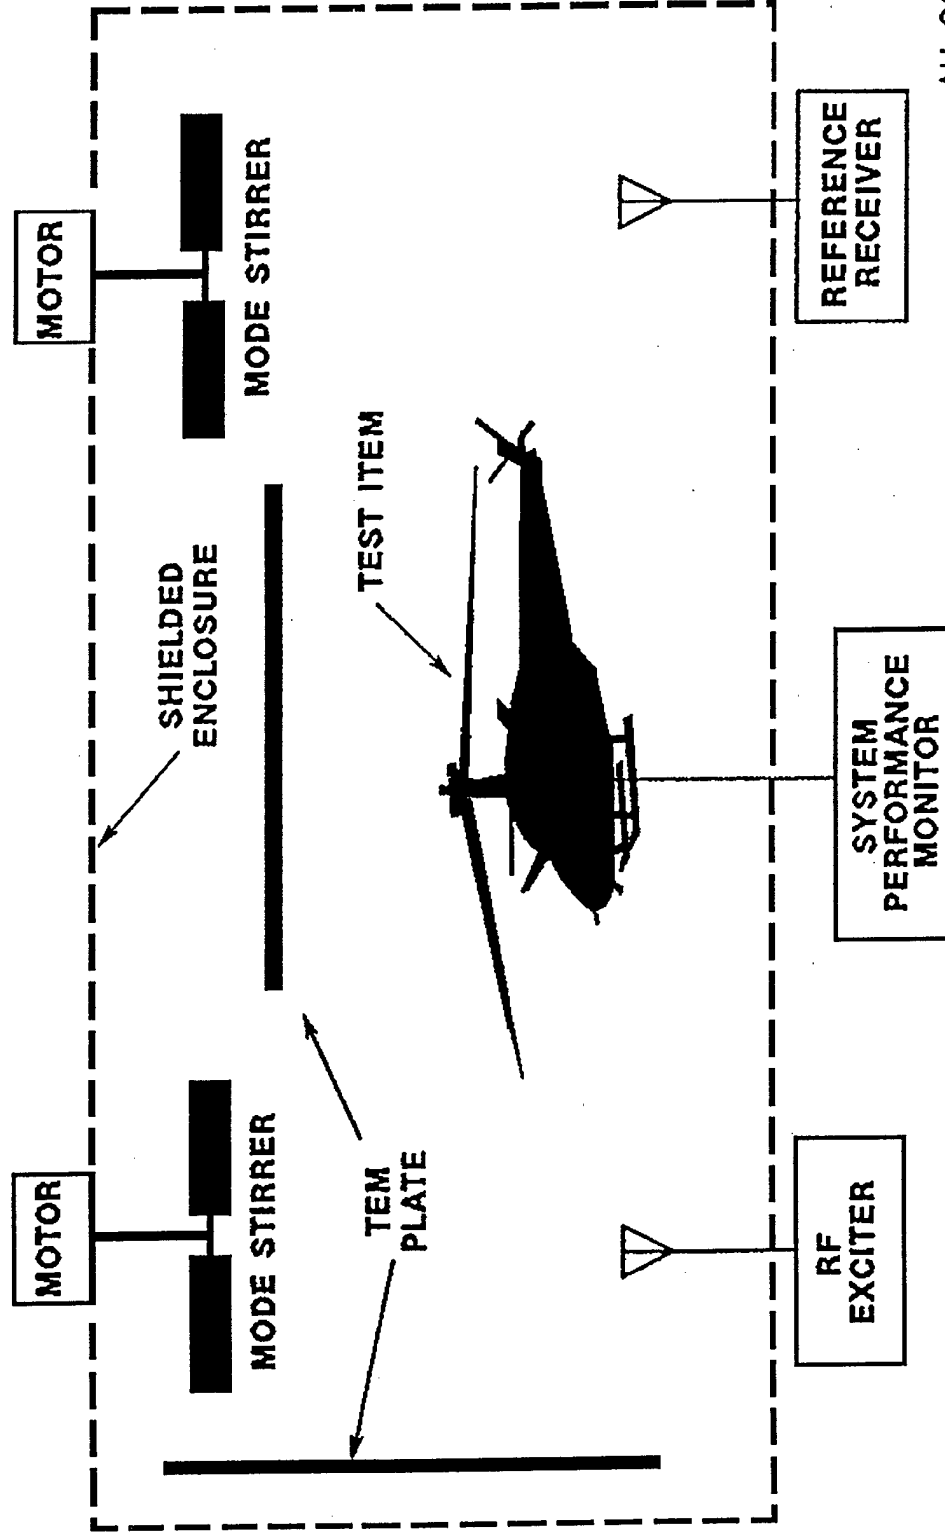 MOTOR
MOTOR
SHIELDED
ENCLOSURE
MODE STIRRER
MODE STIRRER
TEM
PLATE
TEST ITEM
RF
EXCITER
SYSTEM
PERFORMANCE
MONITOR
REFERENCE
RECEIVER